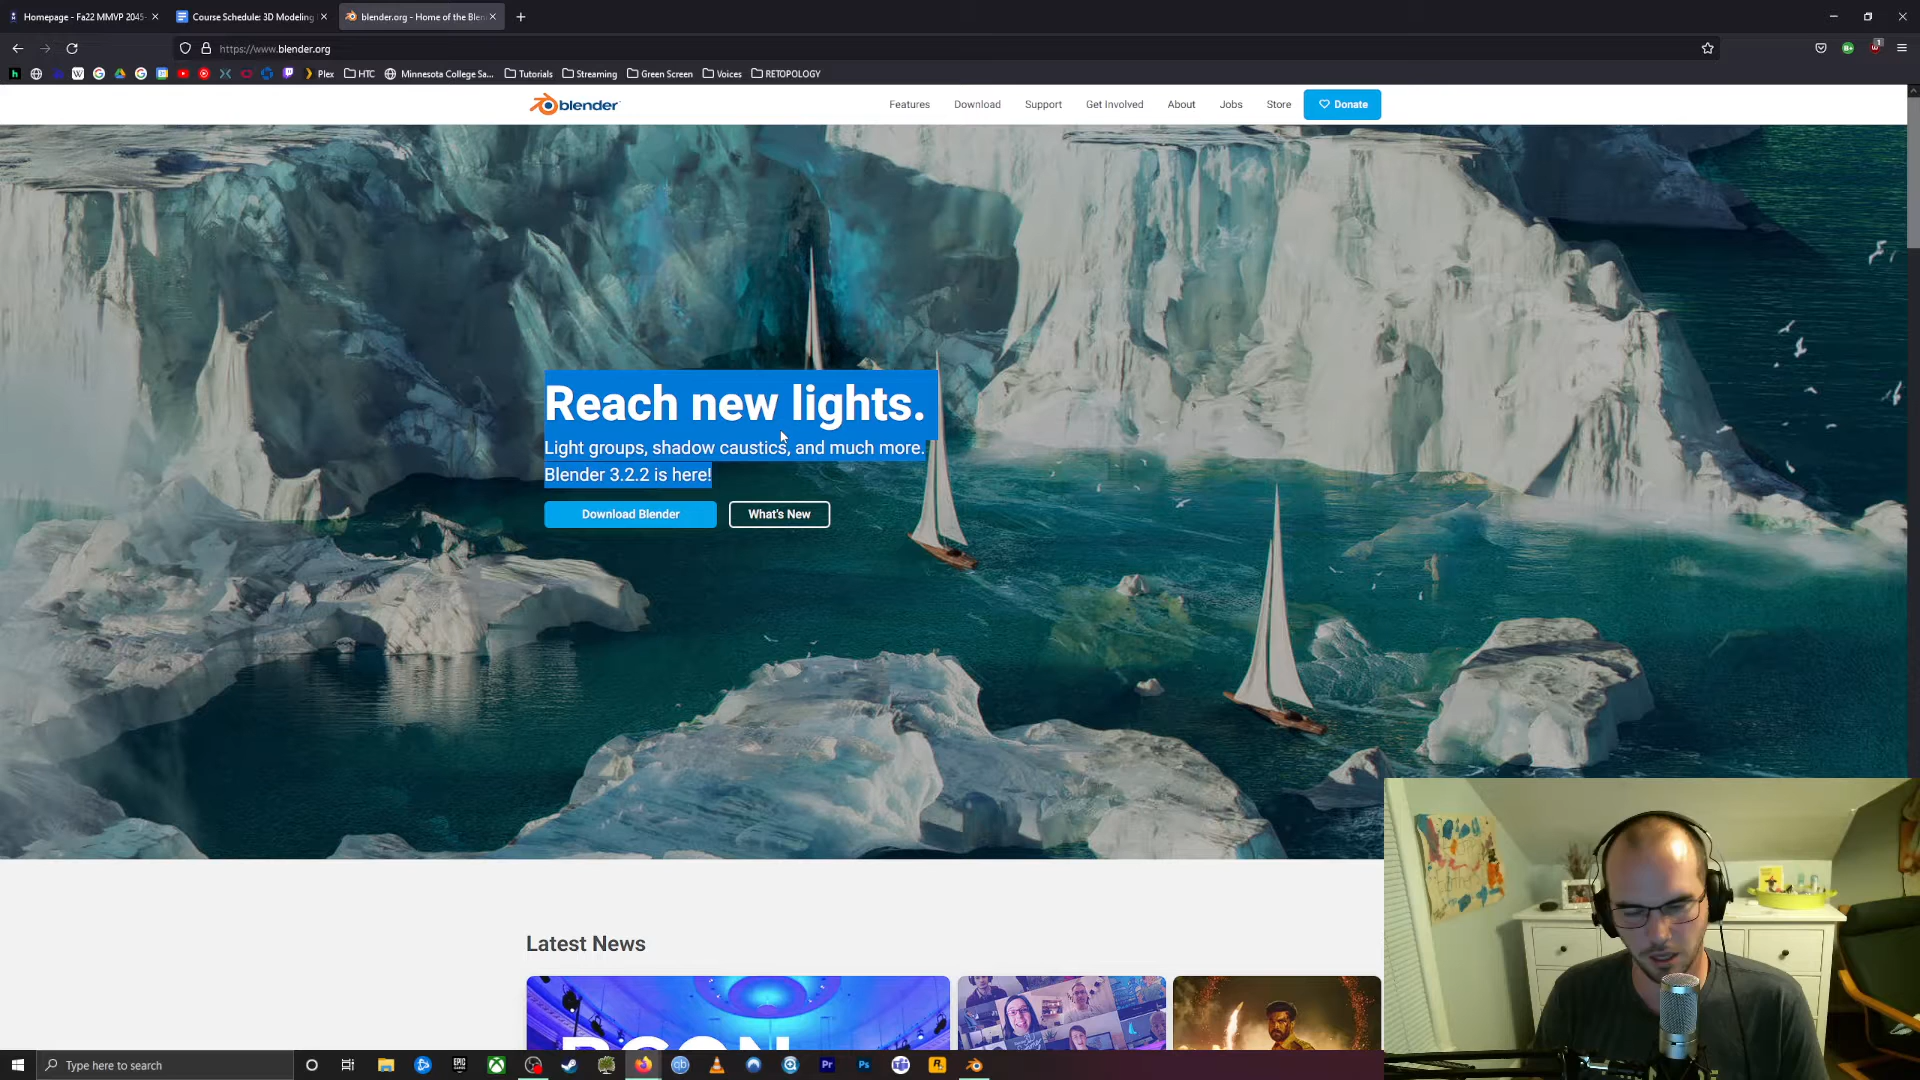 Homepage - Fa22 MMVP 2045-
Course Schedule: 3D Modeling
blender.org - Home of the Blen
https://www.blender.org
Plex
HTC
Minnesota College Sa...
Tutorials
Streaming
Green Screen
Voices
RETOPOLOGY
blender
Features
Download
Support
Get Involved
About
Jobs
Store
Donate
Reach new lights.
Light groups, shadow caustics, and much more.
Blender 3.2.2 is here!
Download Blender
What's New
Latest News
Type here to search